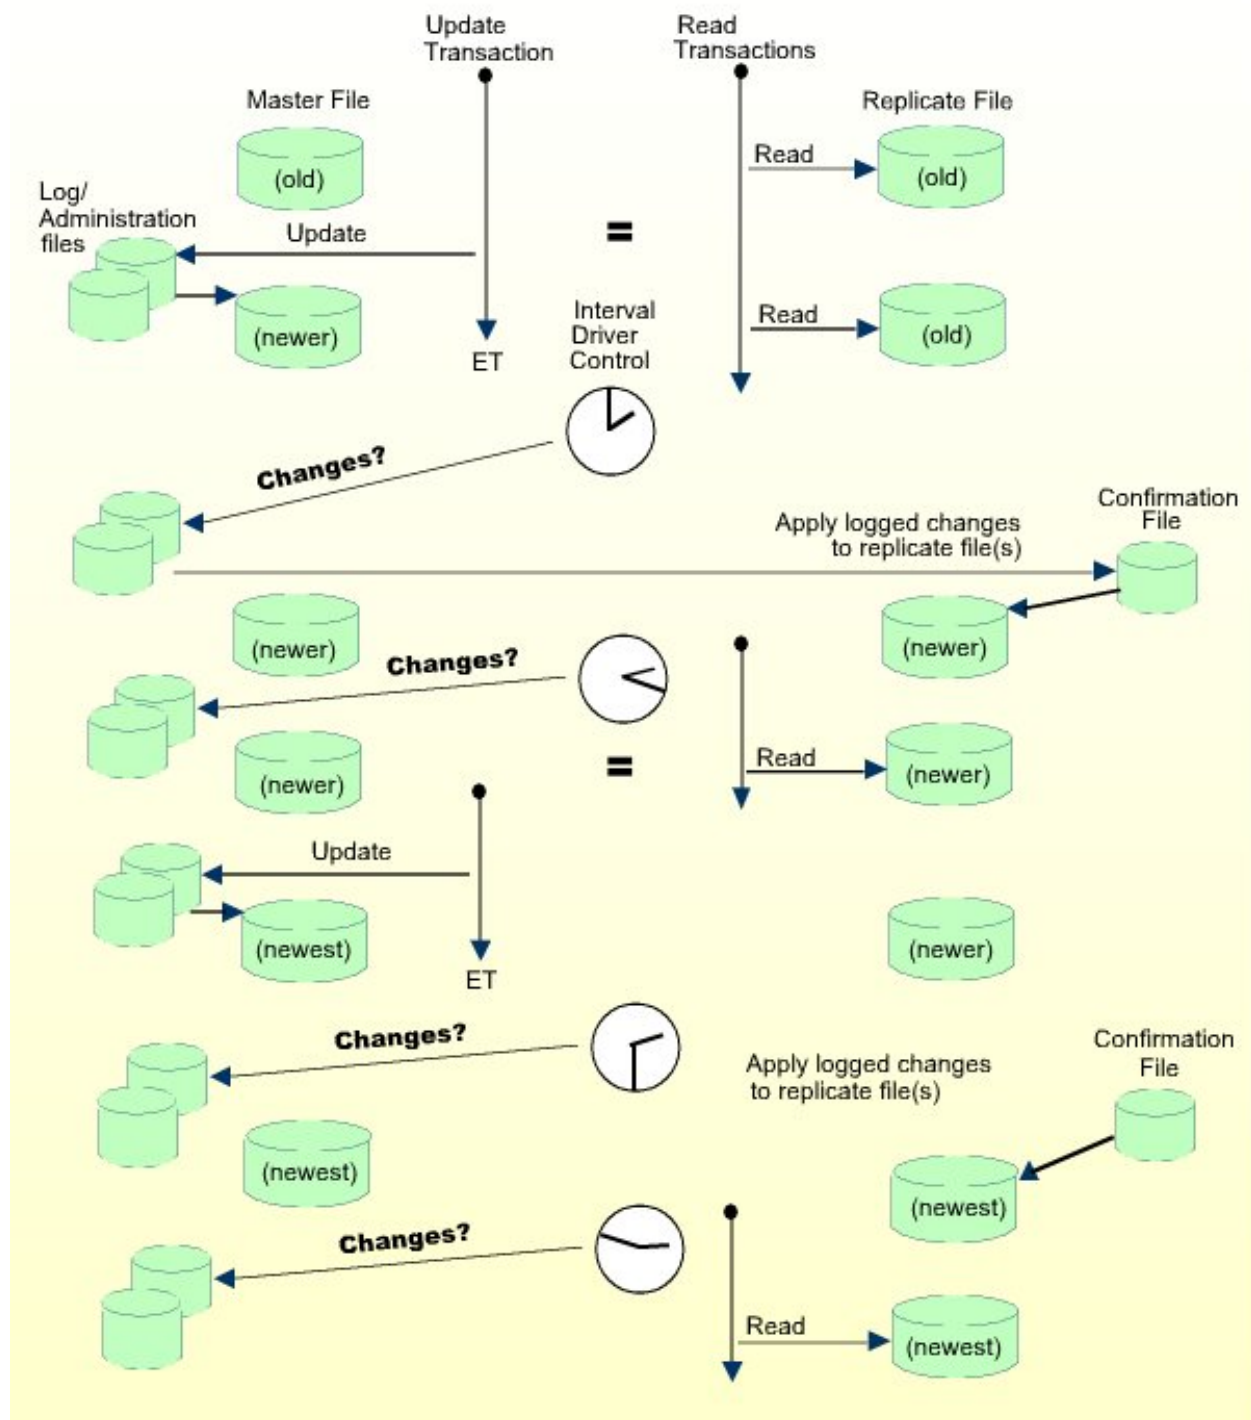 Update
Transaction
Read
Transactions
Master File
Replicate File
(old)
Read
(old)
Log/
Administration
files
Update
=
(newer)
ET
Interval
Driver
Control
Read
(old)
Changes?
Apply logged changes
to replicate file(s)
Confirmation
File
(newer)
Changes?
(newer)
(newer)
=
Read
(newer)
Update
(newest)
ET
(newer)
Changes?
Apply logged changes
to replicate file(s)
Confirmation
File
(newest)
(newest)
Changes?
Read
(newest)